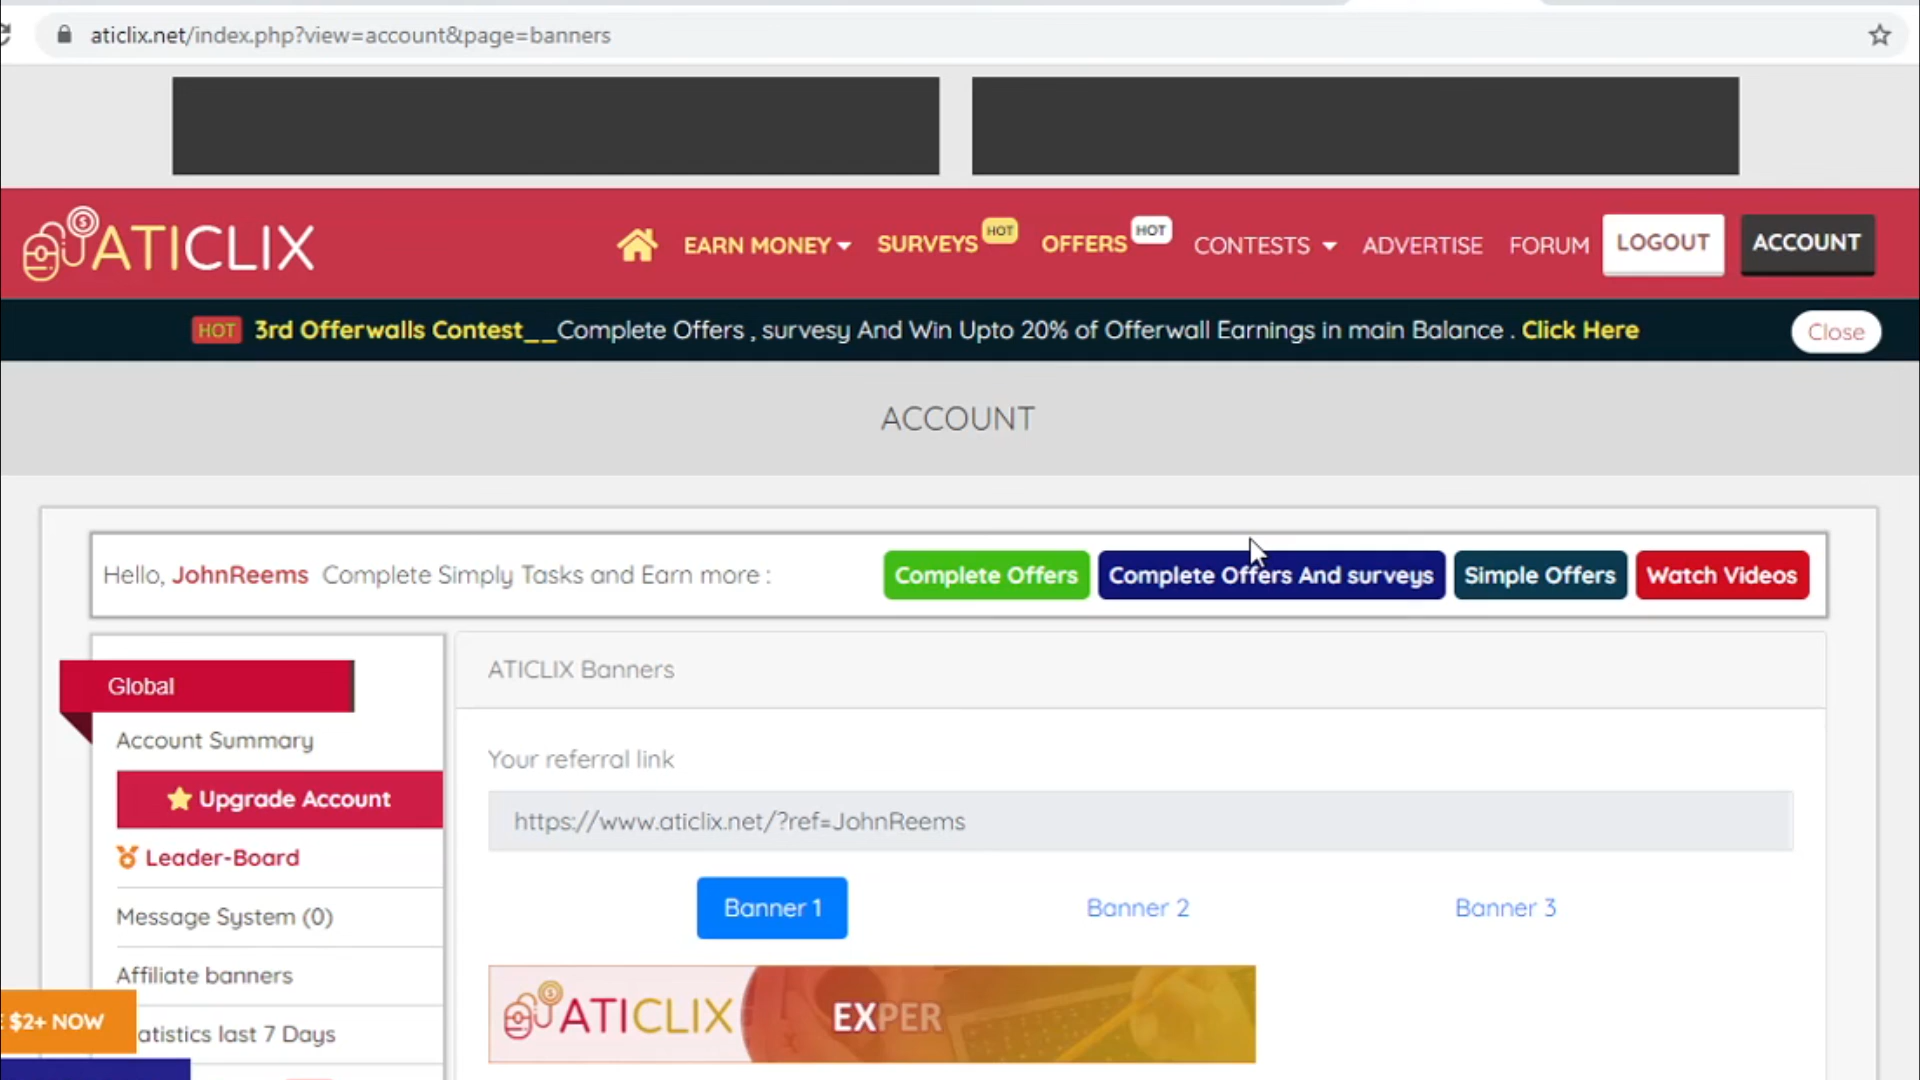 aticlix.net/index.php?view=account&page=banners
ATICLIX
EARN MONEY
SURVEYS HOT
OFFERS HOT
CONTESTS
ADVERTISE
FORUM
LOGOUT
ACCOUNT
HOT 3rd Offerwalls Contest__Complete Offers , survesy And Win Upto 20% of Offerwall Earnings in main Balance . Click Here
Close
ACCOUNT
Hello, JohnReems Complete Simply Tasks and Earn more :
Complete Offers
Complete Offers And surveys
Simple Offers
Watch Videos
Global
Account Summary
Upgrade Account
Leader-Board
Message System (0)
Affiliate banners
$2+ NOW
atistics last 7 Days
ATICLIX Banners
Your referral link
https://www.aticlix.net/?ref=JohnReems
Banner 1
Banner 2
Banner 3
ATICLIX
EXPER